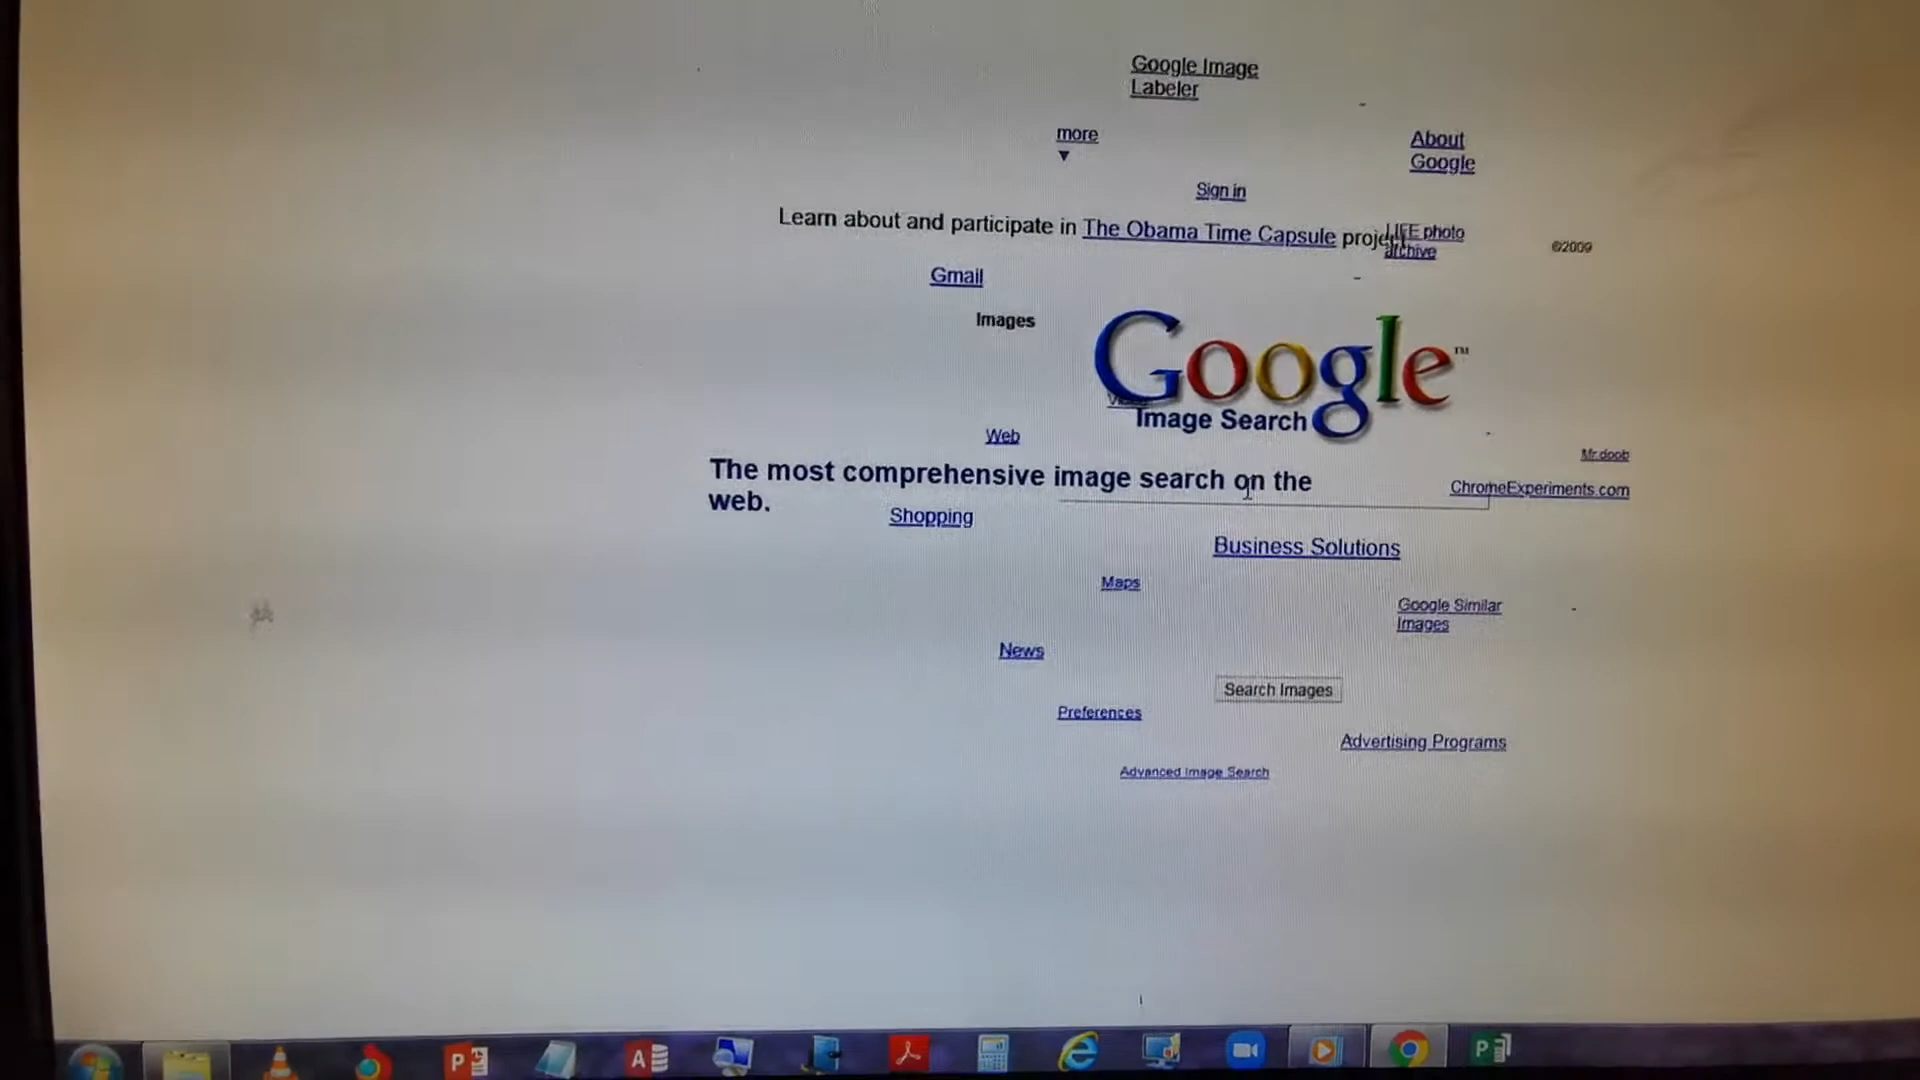 Google Image
Labeler
more
▼
About
Google
Sign in
Learn about and participate in The Obama Time Capsule project
LIFE photo
archive
©2009
Gmail
Images
Google™
Video
Image Search
Web
Mr.doob
The most comprehensive image search on the
web.
ChromeExperiments.com
Shopping
Business Solutions
Maps
Google Similar
Images
News
Search Images
Preferences
Advertising Programs
Advanced Image Search